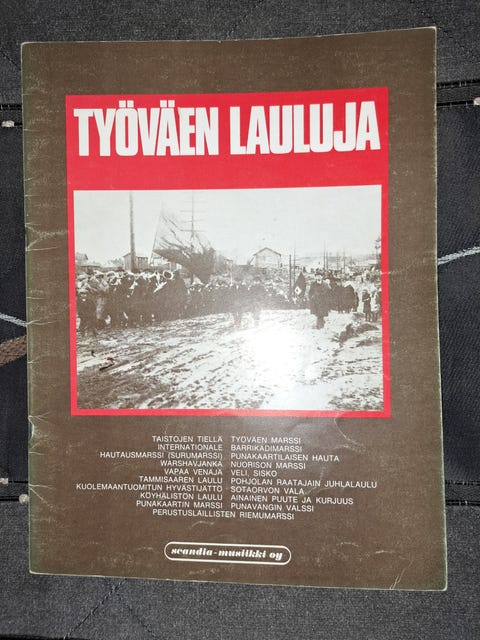 TYÖVÄEN LAULUJA
TAISTOJEN TIELLÄ TYÖVÄEN MARSSI
INTERNATIONALE BARRIKADIMARSSI
HAUTAUSMARSSI (SURUMARSSI) PUNAKAARTILAISEN HAUTA
WARSHAVJANKA NUORISON MARSSI
VAPAA VENÄJÄ VELI, SISKO
TAMMISAAREN LAULU POHJOLAN RAATAJAIN JUHLALAULU
KUOLEMAANTUOMITUN HYVÄSTIJÄTTÖ SOTAORVON VALA
KÖYHÄLISTÖN LAULU AINAINEN PUUTE JA KURJUUS
PUNAKAARTIN MARSSI PUNAVANGIN VALSSI
PERUSTUSLAILLISTEN RIEMUMARSSI
scandia-musiikki oy